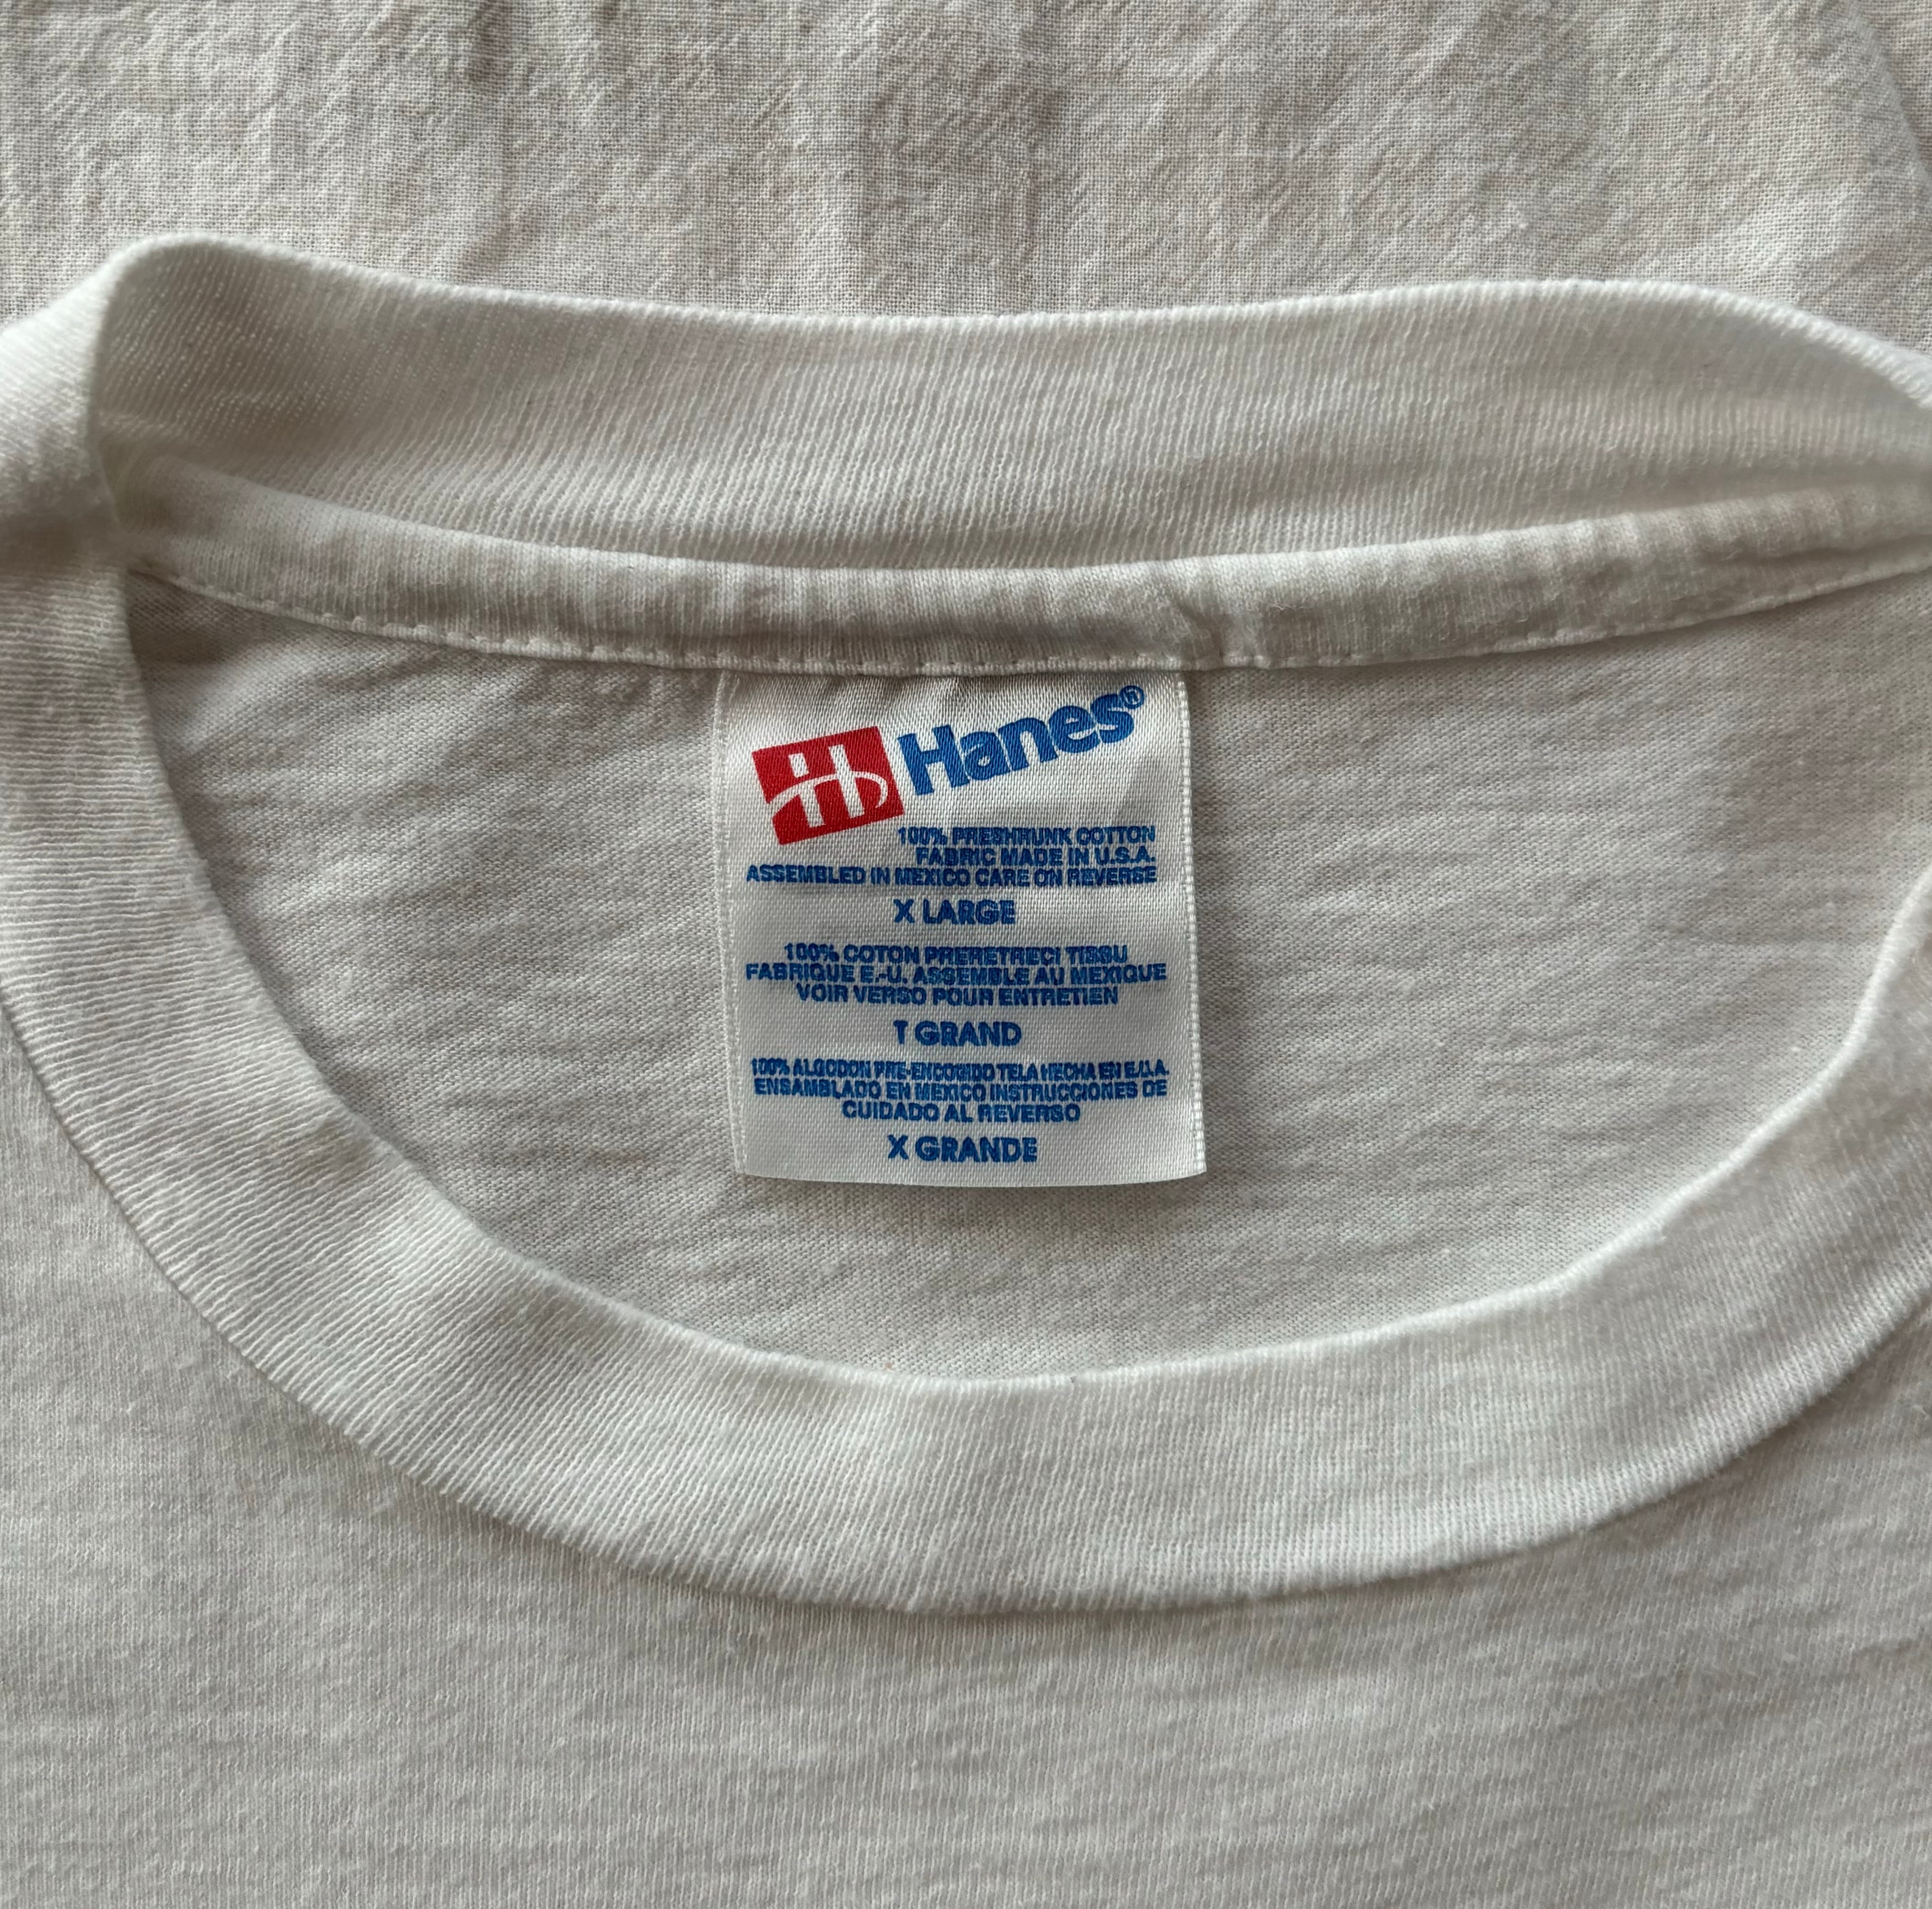 Hanes®
100% PRESHRUNK COTTON
FABRIC MADE IN U.S.A.
ASSEMBLED IN MEXICO CARE ON REVERSE
X LARGE
100% COTON PRERETRECI TISSU
FABRIQUE E.-U. ASSEMBLE AU MEXIQUE
VOIR VERSO POUR ENTRETIEN
T GRAND
100% ALGODON PRE-ENCOGIDO TELA HECHA EN E.U.A.
ENSAMBLADO EN MEXICO INSTRUCCIONES DE
CUIDADO AL REVERSO
X GRANDE